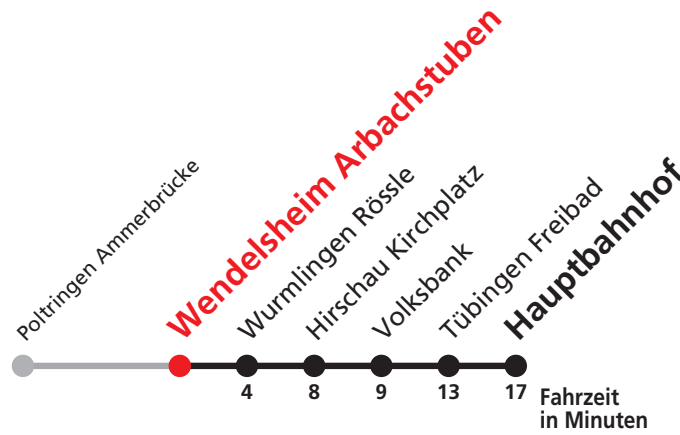 Poltringen Ammerbrücke
Wendelsheim Arbachstuben
Wurmlingen Rössle
Hirschau Kirchplatz
Volksbank
Tübingen Freibad
Hauptbahnhof
4 8 9 13 17
Fahrzeit
in Minuten